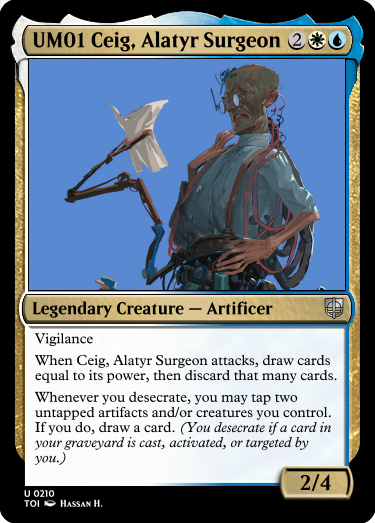 UM01 Ceig, Alatyr Surgeon 2
Legendary Creature — Artificer
Vigilance
When Ceig, Alatyr Surgeon attacks, draw cards
equal to its power, then discard that many cards.
Whenever you desecrate, you may tap two
untapped artifacts and/or creatures you control.
If you do, draw a card. (You desecrate if a card in
your graveyard is cast, activated, or targeted by
you.)
2/4
U 0210
TOI HASSAN H.